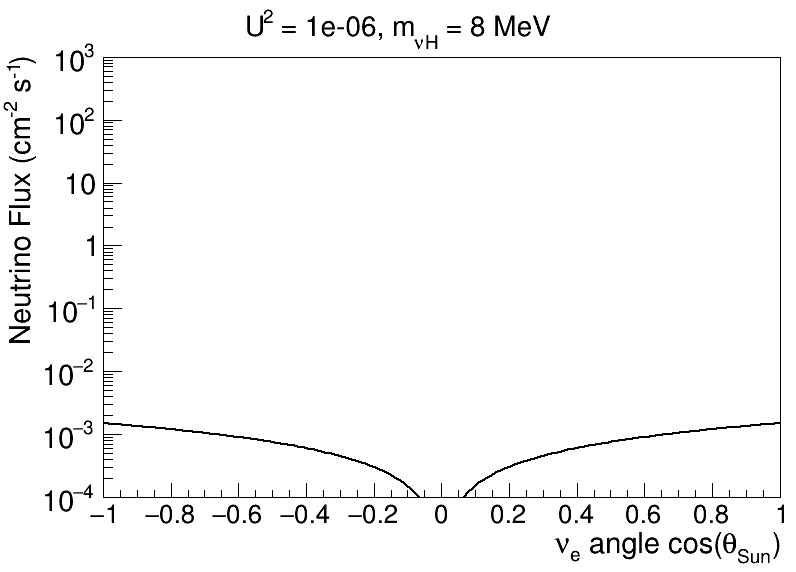 U² = 1e-06, m_νH = 8 MeV
Neutrino Flux (cm⁻² s⁻¹)
10³
10²
10
1
10⁻¹
10⁻²
10⁻³
10⁻⁴
−1 −0.8 −0.6 −0.4 −0.2 0 0.2 0.4 0.6 0.8 1
ν_e angle cos(θ_Sun)